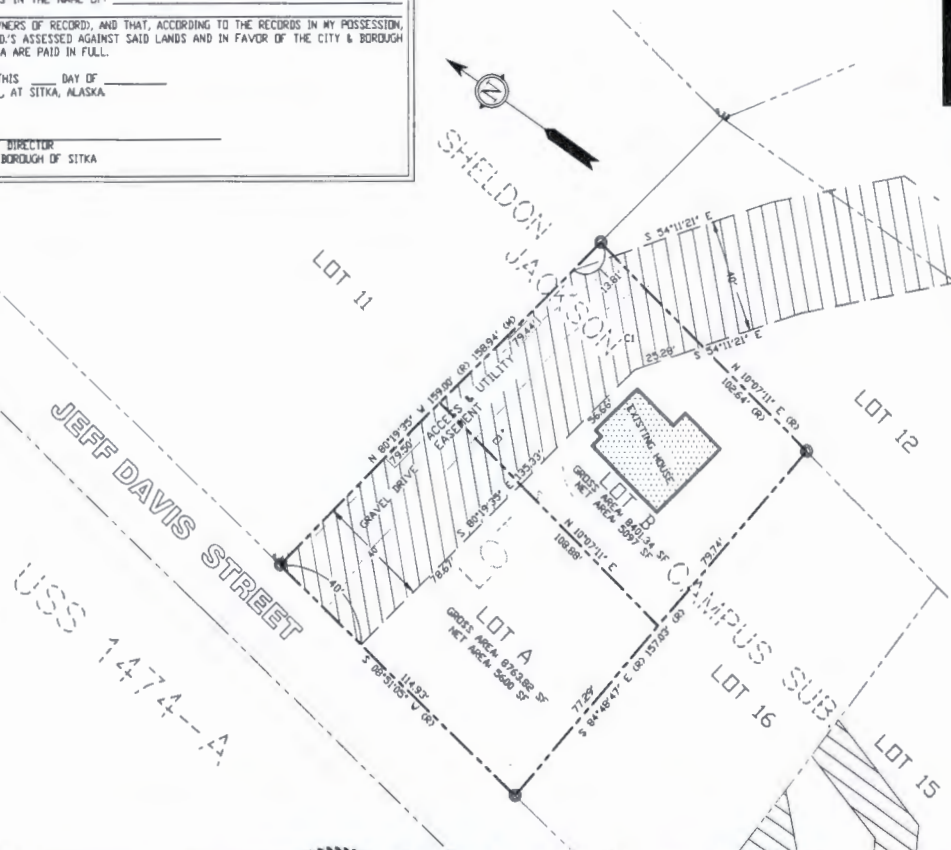 OWNERS OF RECORD), AND THAT, ACCORDING TO THE RECORDS IN MY POSSESSION,
ASSESSED AGAINST SAID LANDS AND IN FAVOR OF THE CITY & BOROUGH
ARE PAID IN FULL.
THIS ____ DAY OF ________
, AT SITKA, ALASKA
DIRECTOR
BOROUGH OF SITKA
N
SHELDON
JACKSON
CAMPUS SUB
LOT 11
S 54°11'21" E
40'
13.81'
C1
25.28'
S 54°11'21" E
N 10°07'11" E (R)
102.64' (R)
LOT 12
N 80°19'35" W 159.00' (R) 158.94' (M)
79.44'
79.50'
ACCESS & UTILITY
EASEMENT
GRAVEL DRIVE
40'
56.66'
EXISTING HOUSE
S 80°19'35" E 135.33'
78.67'
LOT B
GROSS AREA: 8401.34 SF
NET AREA: 5097 SF
N 10°07'11" E
108.88'
79.74'
JEFF DAVIS STREET
40'
LOT A
GROSS AREA: 8763.82 SF
NET AREA: 5600 SF
114.93'
S 08°51'05" W (R)
77.29'
S 84°48'47" E (R) 157.03' (R)
LOT 16
LOT 15
USS 1474-A